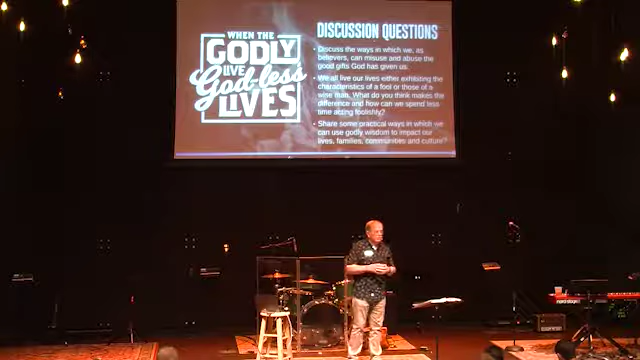 WHEN THE
GODLY
LIVE
God-less
LIVES
DISCUSSION QUESTIONS
• Discuss the ways in which we, as
believers, can misuse and abuse the
good gifts God has given us.
• We all live our lives either exhibiting the
characteristics of a fool or those of a
wise man. What do you think makes the
difference and how can we spend less
time acting foolishly?
• Share some practical ways in which we
can use godly wisdom to impact our
lives, families, communities and culture?
nord stage